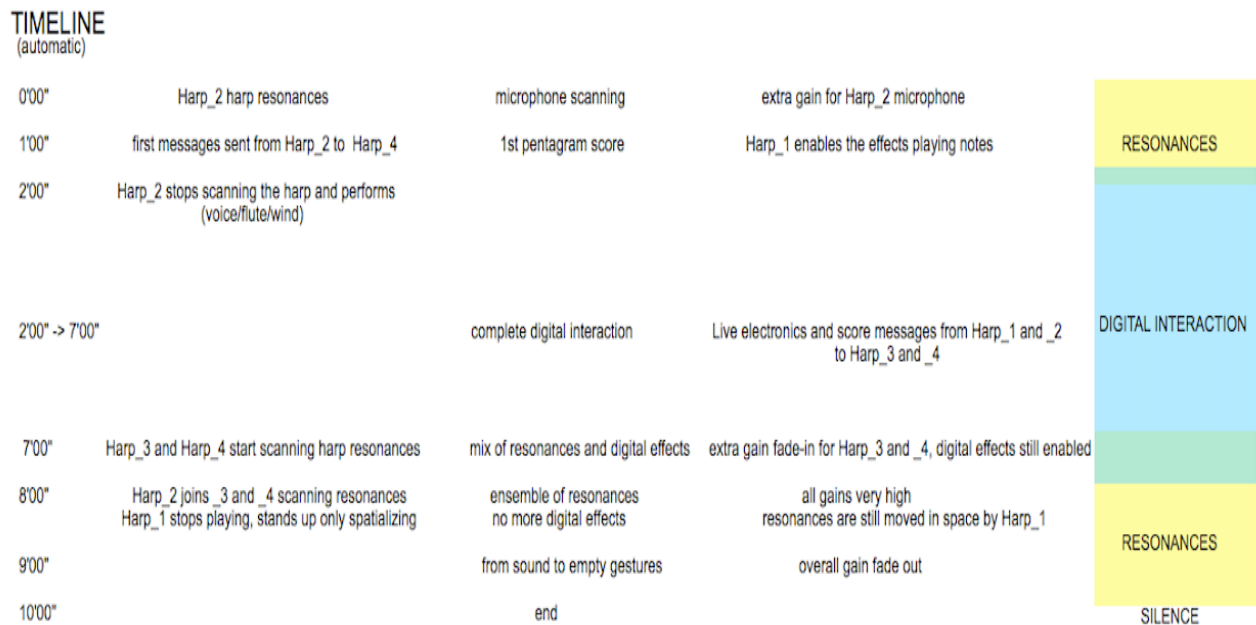 TIMELINE
(automatic)
0'00" Harp_2 harp resonances microphone scanning extra gain for Harp_2 microphone
1'00" first messages sent from Harp_2 to Harp_4 1st pentagram score Harp_1 enables the effects playing notes RESONANCES
2'00" Harp_2 stops scanning the harp and performs
(voice/flute/wind)
2'00" -> 7'00" complete digital interaction Live electronics and score messages from Harp_1 and _2 DIGITAL INTERACTION
to Harp_3 and _4
7'00" Harp_3 and Harp_4 start scanning harp resonances mix of resonances and digital effects extra gain fade-in for Harp_3 and _4, digital effects still enabled
8'00" Harp_2 joins _3 and _4 scanning resonances ensemble of resonances all gains very high
Harp_1 stops playing, stands up only spatializing no more digital effects resonances are still moved in space by Harp_1
RESONANCES
9'00" from sound to empty gestures overall gain fade out
10'00" end SILENCE